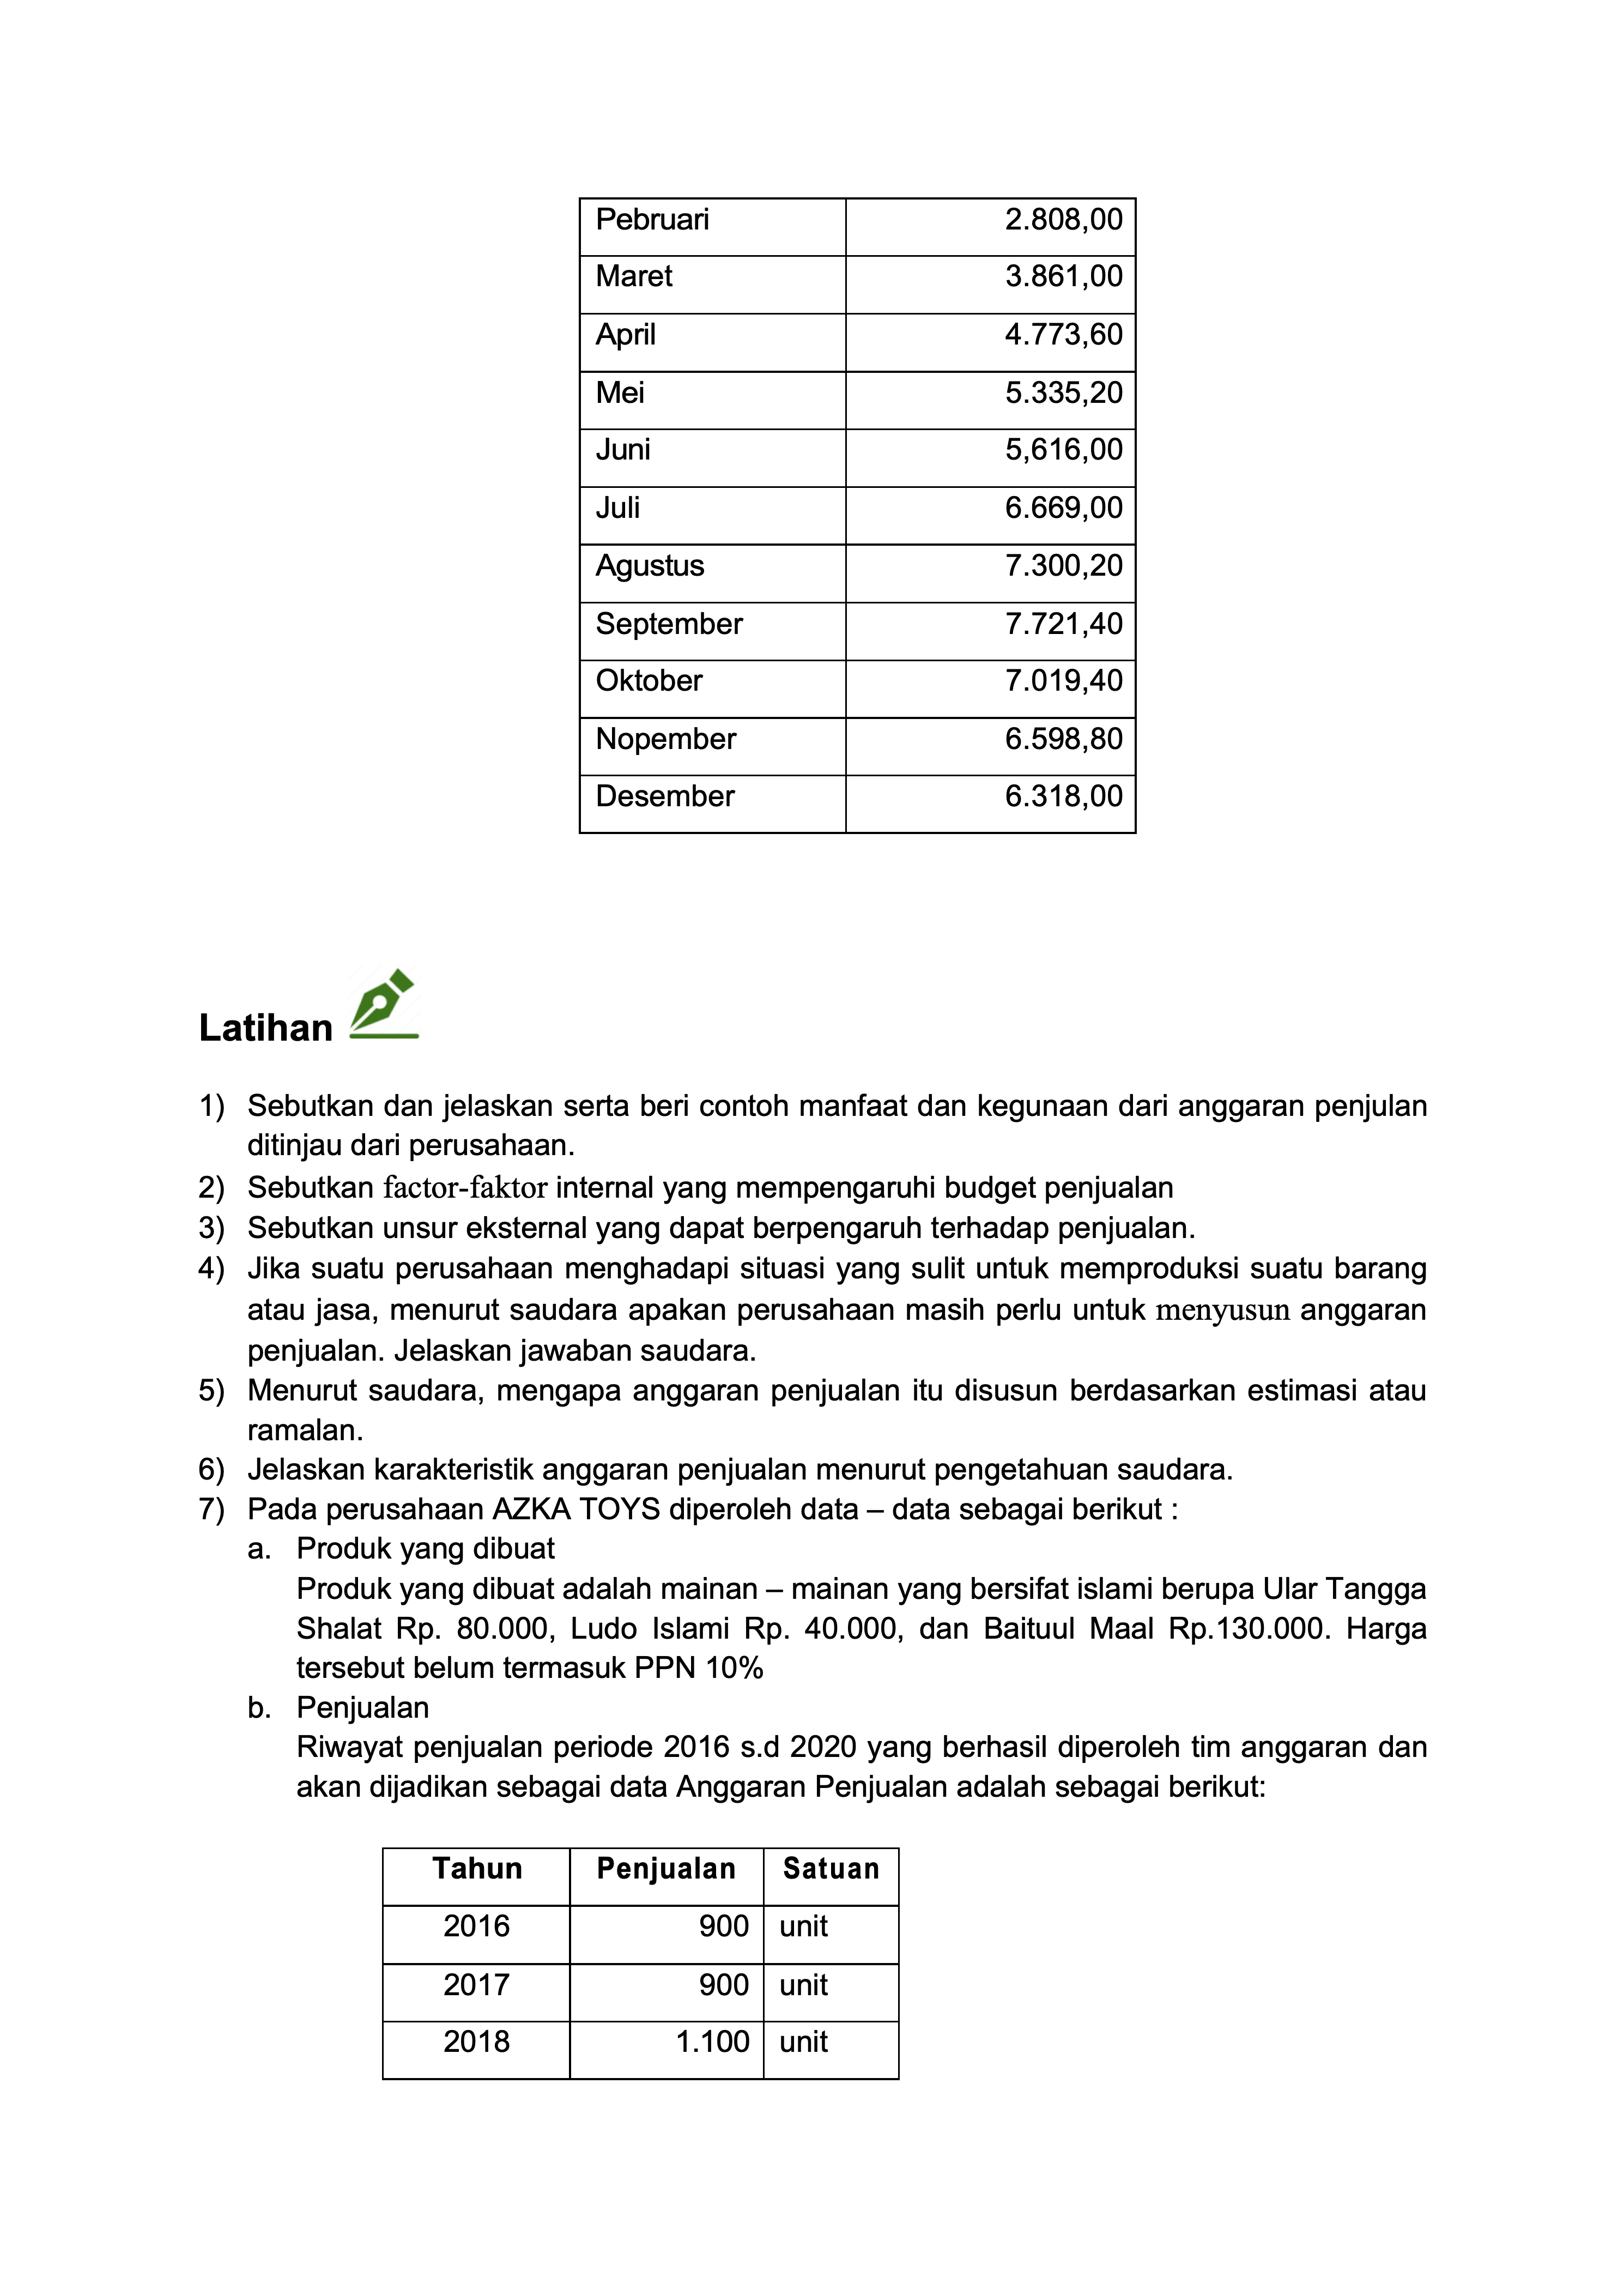 Pebruari 2.808,00
Maret 3.861,00
April 4.773,60
Mei 5.335,20
Juni 5,616,00
Juli 6.669,00
Agustus 7.300,20
September 7.721,40
Oktober 7.019,40
Nopember 6.598,80
Desember 6.318,00
Latihan
1) Sebutkan dan jelaskan serta beri contoh manfaat dan kegunaan dari anggaran penjulan
ditinjau dari perusahaan.
2) Sebutkan factor-faktor internal yang mempengaruhi budget penjualan
3) Sebutkan unsur eksternal yang dapat berpengaruh terhadap penjualan.
4) Jika suatu perusahaan menghadapi situasi yang sulit untuk memproduksi suatu barang
atau jasa, menurut saudara apakan perusahaan masih perlu untuk menyusun anggaran
penjualan. Jelaskan jawaban saudara.
5) Menurut saudara, mengapa anggaran penjualan itu disusun berdasarkan estimasi atau
ramalan.
6) Jelaskan karakteristik anggaran penjualan menurut pengetahuan saudara.
7) Pada perusahaan AZKA TOYS diperoleh data – data sebagai berikut :
a. Produk yang dibuat
Produk yang dibuat adalah mainan – mainan yang bersifat islami berupa Ular Tangga
Shalat Rp. 80.000, Ludo Islami Rp. 40.000, dan Baituul Maal Rp.130.000. Harga
tersebut belum termasuk PPN 10%
b. Penjualan
Riwayat penjualan periode 2016 s.d 2020 yang berhasil diperoleh tim anggaran dan
akan dijadikan sebagai data Anggaran Penjualan adalah sebagai berikut:
Tahun Penjualan Satuan
2016 900 unit
2017 900 unit
2018 1.100 unit